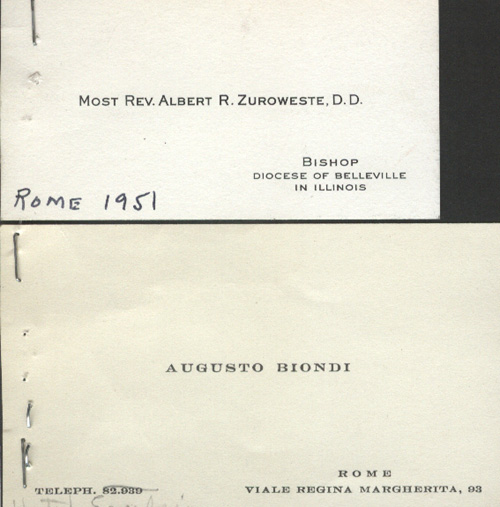 MOST REV. ALBERT R. ZUROWESTE, D.D.
BISHOP
DIOCESE OF BELLEVILLE
IN ILLINOIS
ROME 1951
AUGUSTO BIONDI
ROME
TELEPH. 82.939 VIALE REGINA MARGHERITA, 93